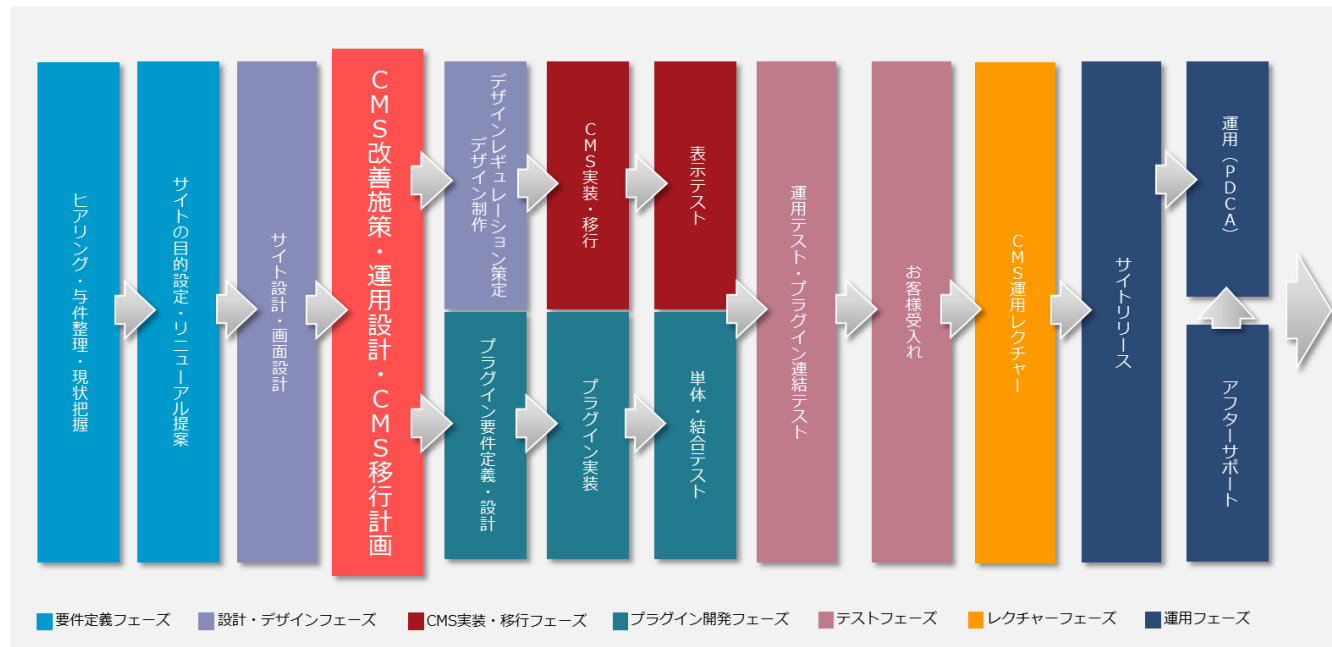 ヒアリング・与件整理・現状把握
サイトの目的設定・リニューアル提案
サイト設計・画面設計
CMS改善施策・運用設計・CMS移行計画
デザインレギュレーション策定
デザイン制作
CMS実装・移行
表示テスト
プラグイン要件定義・設計
プラグイン実装
単体・結合テスト
運用テスト・プラグイン連結テスト
お客様受入れ
CMS運用レクチャー
サイトリリース
運用（PDCA）
アフターサポート
要件定義フェーズ
設計・デザインフェーズ
CMS実装・移行フェーズ
プラグイン開発フェーズ
テストフェーズ
レクチャーフェーズ
運用フェーズ